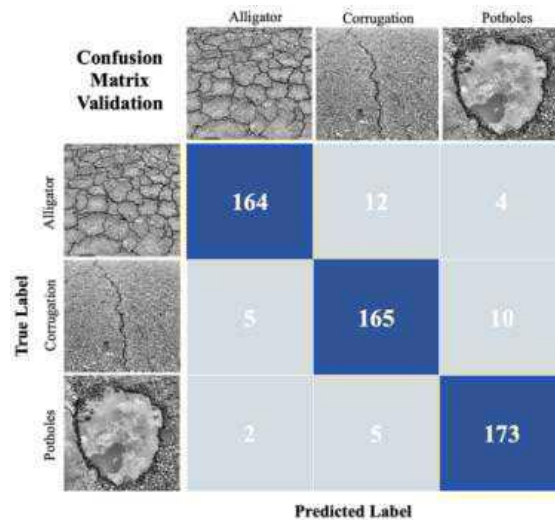 Alligator Corrugation Potholes
Confusion
Matrix
Validation
Alligator
164 12 4
True Label
Corrugation
5 165 10
Potholes
2 5 173
Predicted Label